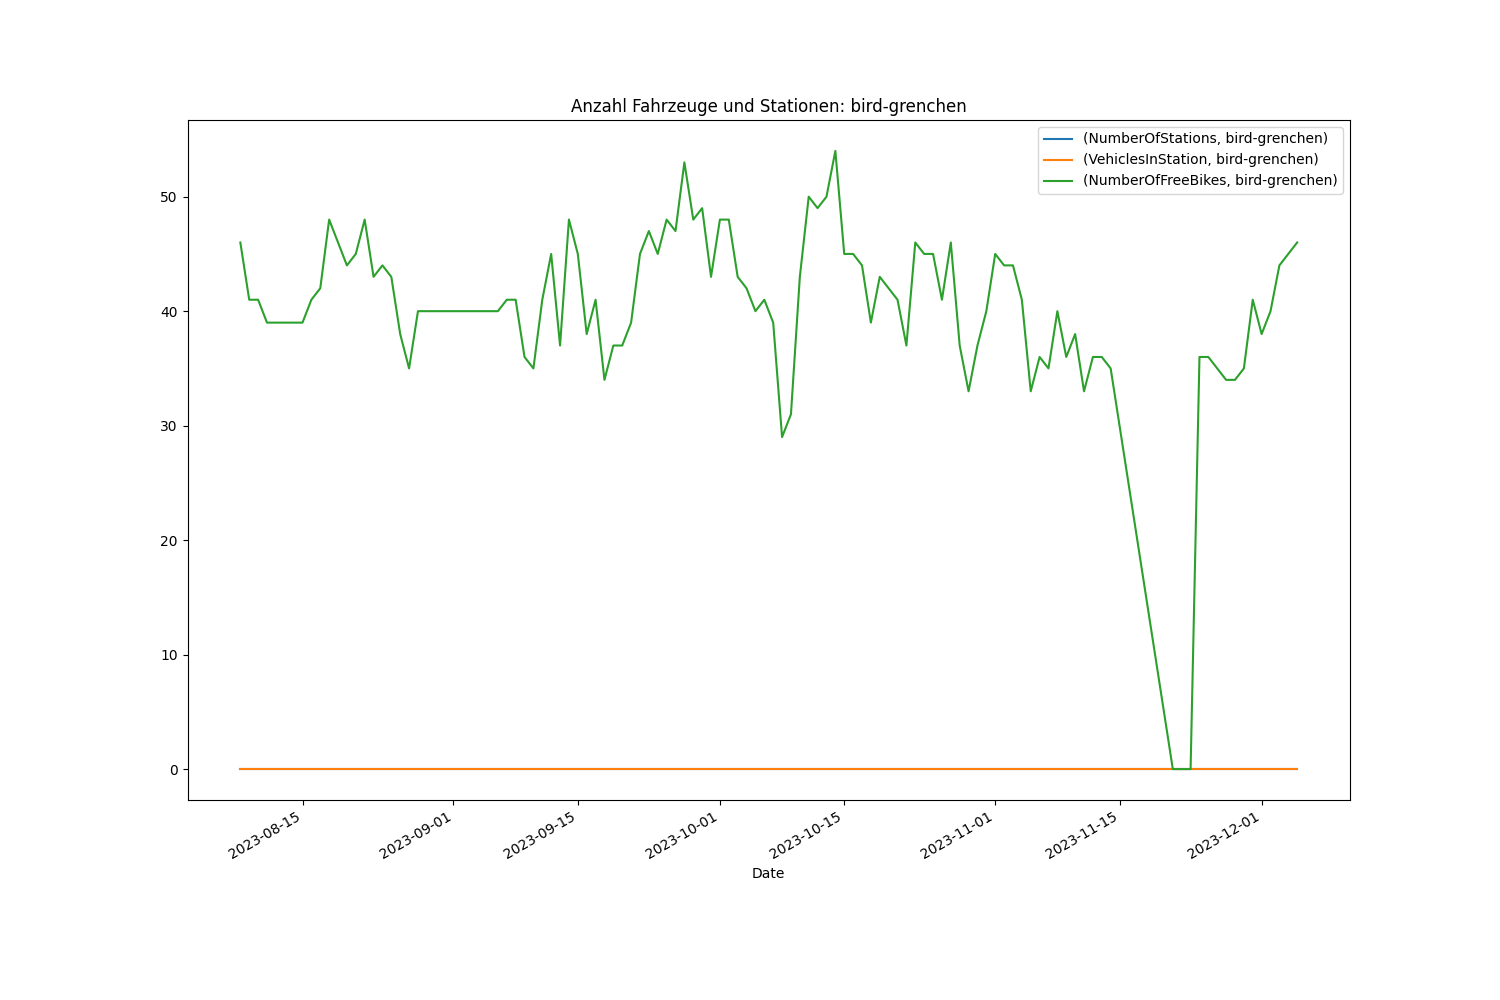 Anzahl Fahrzeuge und Stationen: bird-grenchen
(NumberOfStations, bird-grenchen)
(VehiclesInStation, bird-grenchen)
(NumberOfFreeBikes, bird-grenchen)
50
40
30
20
10
0
2023-08-15
2023-09-01
2023-09-15
2023-10-01
2023-10-15
2023-11-01
2023-11-15
2023-12-01
Date